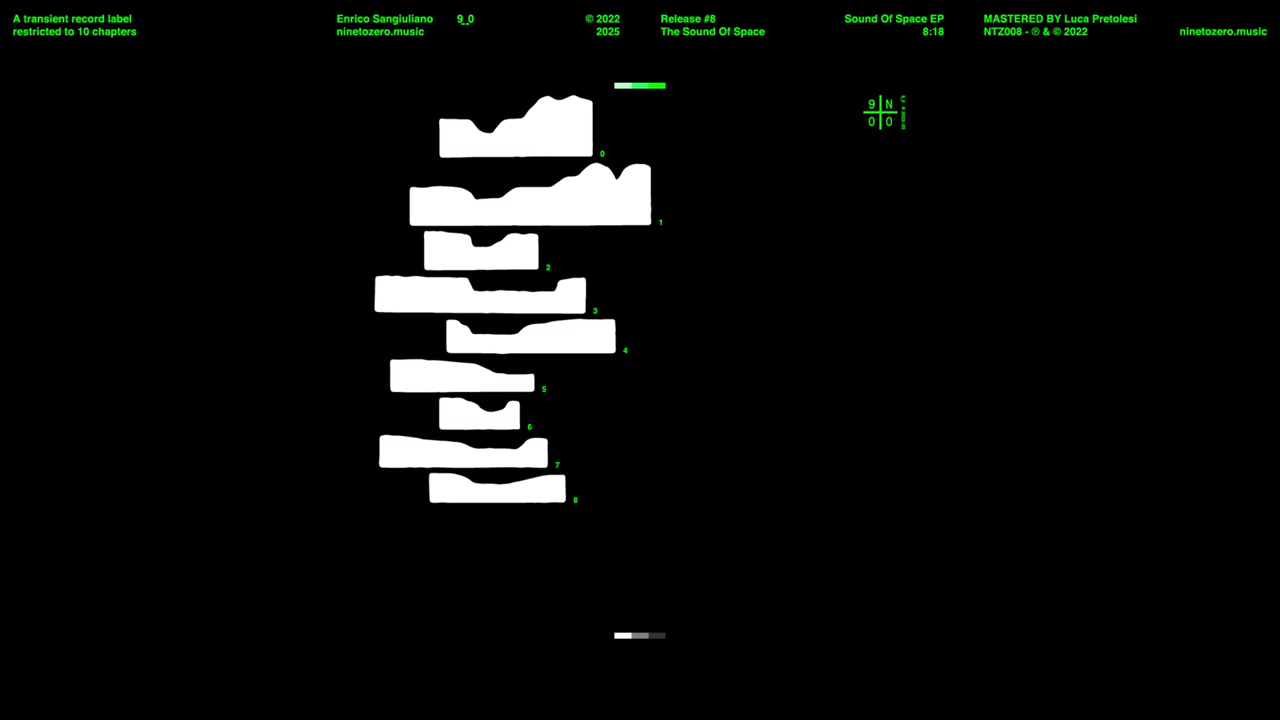 A transient record label
restricted to 10 chapters
Enrico Sangiuliano 9_0
ninetozero.music
© 2022
2025
Release #8
The Sound Of Space
Sound Of Space EP
8:18
MASTERED BY Luca Pretolesi
NTZ008 - ℗ & © 2022
ninetozero.music
9 N
0 0
0
1
2
3
4
5
6
7
8